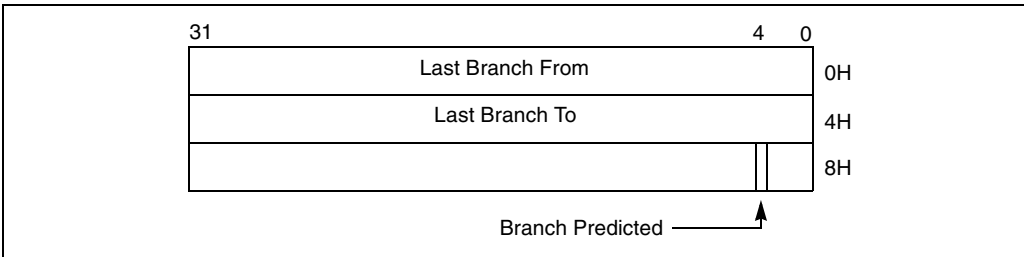 31 4 0
Last Branch From 0H
Last Branch To 4H
8H
Branch Predicted